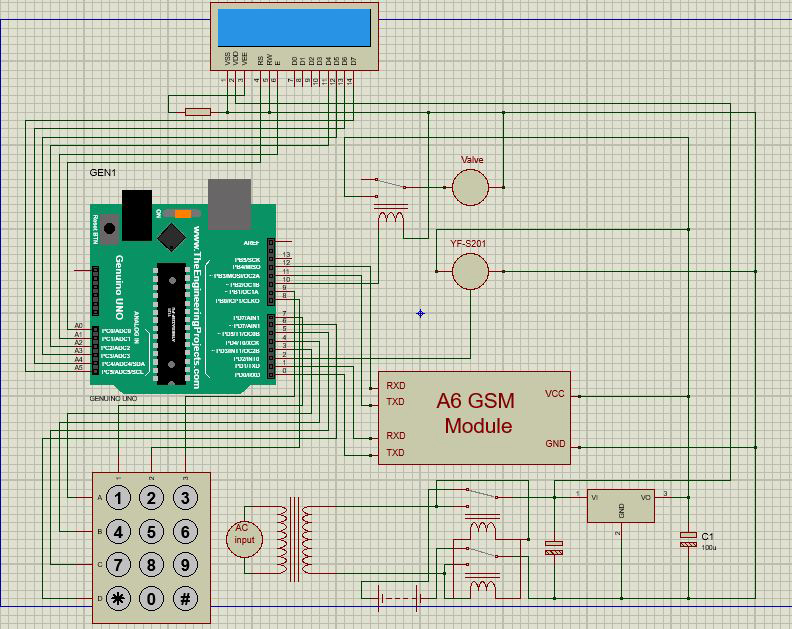 VSS VDD VEE RS RW E D0 D1 D2 D3 D4 D5 D6 D7
1 2 3 4 5 6 7 8 9 10 11 12 13 14
GEN1
Reset BTN
ON
Genuino UNO
ANALOG IN
www.TheEngineeringProjects.com
AREF
PB5/SCK 13
PB4/MISO 12
~PB3/MOSI/OC2A 11
~PB2/OC1B 10
~PB1/OC1A 9
PB0/ICP1/CLKO 8
PD7/AIN1 7
~PD6/AIN0 6
~PD5/T1/OC0B 5
PD4/T0/XCK 4
~PD3/INT1/OC2B 3
PD2/INT0 2
PD1/TXD 1
PD0/RXD 0
A0 PC0/ADC0
A1 PC1/ADC1
A2 PC2/ADC2
A3 PC3/ADC3
A4 PC4/ADC4/SDA
A5 PC5/ADC5/SCL
GENUINO UNO
Valve
YF-S201
RXD
TXD
RXD
TXD
A6 GSM
Module
VCC
GND
1 2 3
A 1 2 3
B 4 5 6
C 7 8 9
D * 0 #
AC
input
1 VI VO 3
GND
2
C1
100u